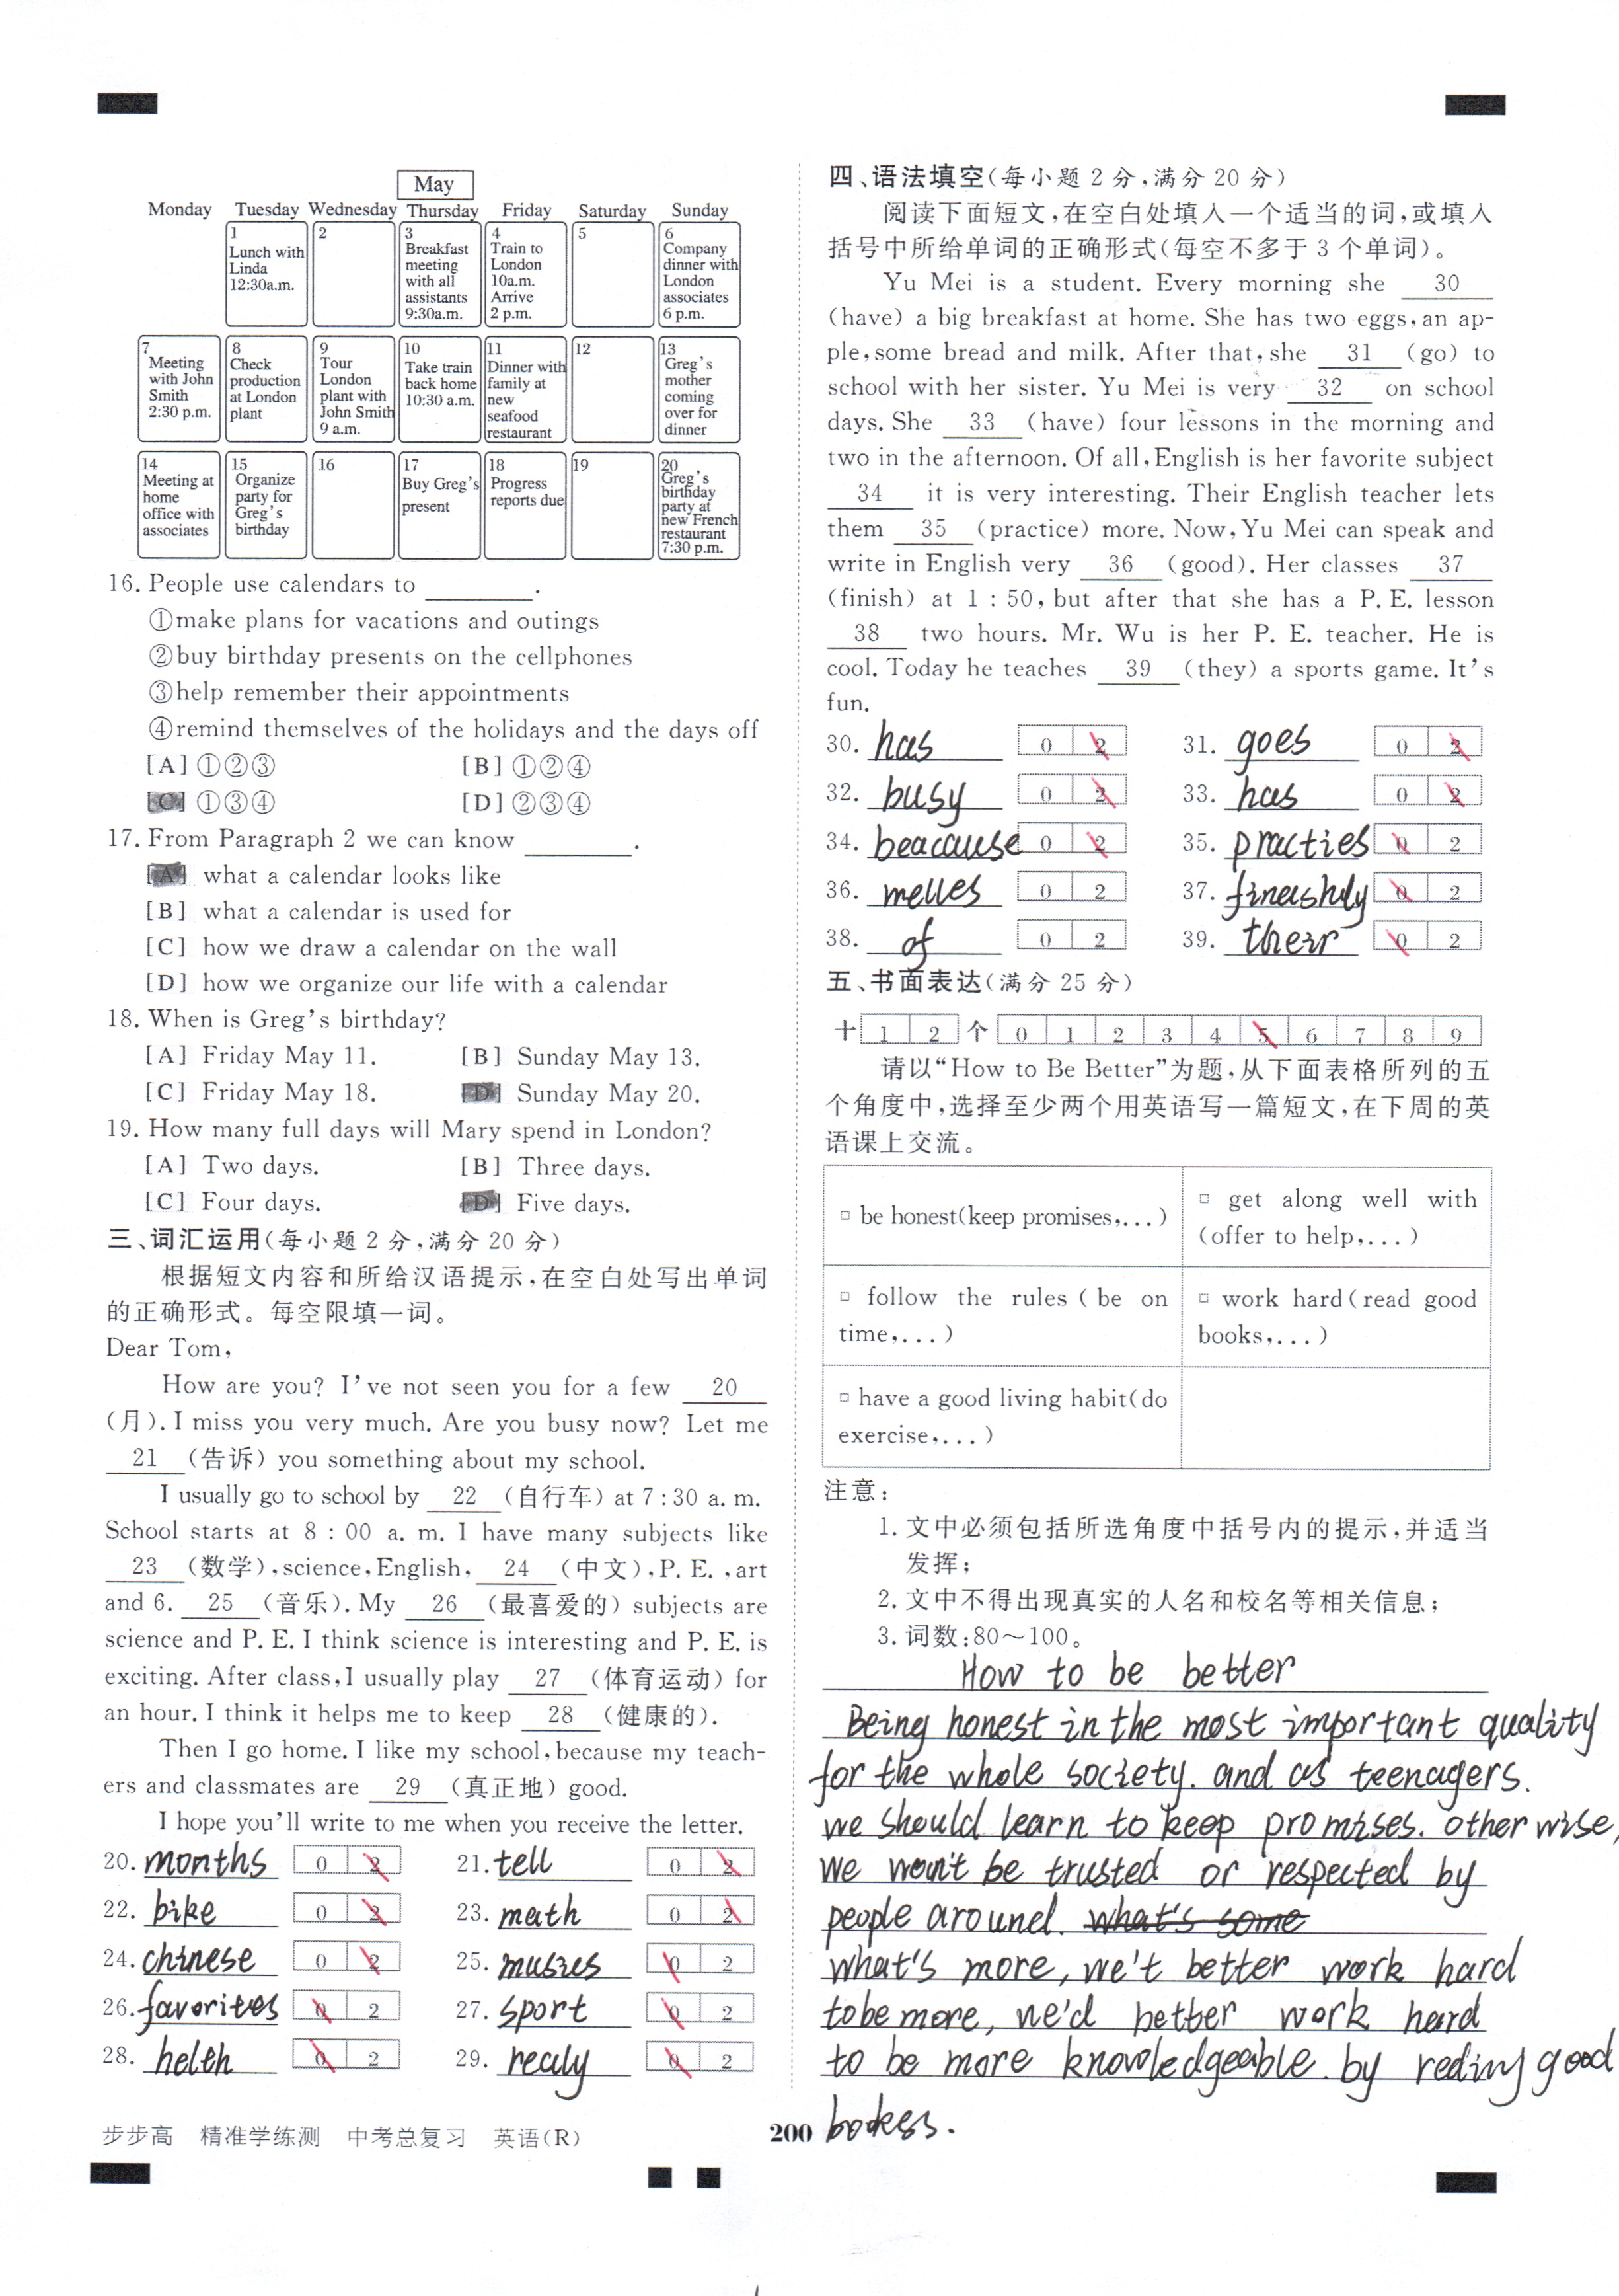 May
Monday Tuesday Wednesday Thursday Friday Saturday Sunday
1
Lunch with
Linda
12:30a.m.
2
3
Breakfast
meeting
with all
assistants
9:30a.m.
4
Train to
London
10a.m.
Arrive
2 p.m.
5
6
Company
dinner with
London
associates
6 p.m.
7
Meeting
with John
Smith
2:30 p.m.
8
Check
production
at London
plant
9
Tour
London
plant with
John Smith
9 a.m.
10
Take train
back home
10:30 a.m.
11
Dinner with
family at
new
seafood
restaurant
12
13
Greg's
mother
coming
over for
dinner
14
Meeting at
home
office with
associates
15
Organize
party for
Greg's
birthday
16
17
Buy Greg's
present
18
Progress
reports due
19
20
Greg's
birthday
party at
new French
restaurant
7:30 p.m.
16. People use calendars to ________.
①make plans for vacations and outings
②buy birthday presents on the cellphones
③help remember their appointments
④remind themselves of the holidays and the days off
[A] ①②③ [B] ①②④
[C] ①③④ [D] ②③④
17. From Paragraph 2 we can know ________.
[A] what a calendar looks like
[B] what a calendar is used for
[C] how we draw a calendar on the wall
[D] how we organize our life with a calendar
18. When is Greg's birthday?
[A] Friday May 11. [B] Sunday May 13.
[C] Friday May 18. [D] Sunday May 20.
19. How many full days will Mary spend in London?
[A] Two days. [B] Three days.
[C] Four days. [D] Five days.
三、词汇运用(每小题 2 分,满分 20 分)
根据短文内容和所给汉语提示,在空白处写出单词
的正确形式。每空限填一词。
Dear Tom,
How are you? I've not seen you for a few 20
(月). I miss you very much. Are you busy now? Let me
21 (告诉) you something about my school.
I usually go to school by 22 (自行车) at 7:30 a. m.
School starts at 8 : 00 a. m. I have many subjects like
23 (数学), science, English, 24 (中文), P. E. , art
and 6. 25 (音乐). My 26 (最喜爱的) subjects are
science and P. E. I think science is interesting and P. E. is
exciting. After class, I usually play 27 (体育运动) for
an hour. I think it helps me to keep 28 (健康的).
Then I go home. I like my school, because my teach-
ers and classmates are 29 (真正地) good.
I hope you'll write to me when you receive the letter.
20. months 0 2 21. tell 0 2
22. bike 0 2 23. math 0 2
24. chinese 0 2 25. musics 0 2
26. favorites 0 2 27. sport 0 2
28. helth 0 2 29. realy 0 2
步步高 精准学练测 中考总复习 英语(R)
200
四、语法填空(每小题 2 分,满分 20 分)
阅读下面短文,在空白处填入一个适当的词,或填入
括号中所给单词的正确形式(每空不多于 3 个单词)。
Yu Mei is a student. Every morning she 30
(have) a big breakfast at home. She has two eggs, an ap-
ple, some bread and milk. After that, she 31 (go) to
school with her sister. Yu Mei is very 32 on school
days. She 33 (have) four lessons in the morning and
two in the afternoon. Of all, English is her favorite subject
34 it is very interesting. Their English teacher lets
them 35 (practice) more. Now, Yu Mei can speak and
write in English very 36 (good). Her classes 37
(finish) at 1 : 50, but after that she has a P. E. lesson
38 two hours. Mr. Wu is her P. E. teacher. He is
cool. Today he teaches 39 (they) a sports game. It's
fun.
30. has 0 2 31. goes 0 2
32. busy 0 2 33. has 0 2
34. beacause 0 2 35. practies 0 2
36. melles 0 2 37. 0 2
38. of 0 2 39. their 0 2
五、书面表达(满分 25 分)
十 1 2 个 0 1 2 3 4 5 6 7 8 9
请以“How to Be Better”为题,从下面表格所列的五
个角度中,选择至少两个用英语写一篇短文,在下周的英
语课上交流。
□ be honest(keep promises,...)
□ get along well with
(offer to help,...)
□ follow the rules (be on
time,...)
□ work hard(read good
books,...)
□ have a good living habit(do
exercise,...)
注意:
1. 文中必须包括所选角度中括号内的提示,并适当
发挥;
2. 文中不得出现真实的人名和校名等相关信息;
3. 词数:80～100。
How to be better
Being honest in the most important quality
for the whole society. and as teenagers.
we should learn to keep promises. other wise,
we won't be trusted or respected by
people around. what's some
what's more, we't better work hard
to be more, we'd better work hard
to be more knowledgeable by reding good
bookss.